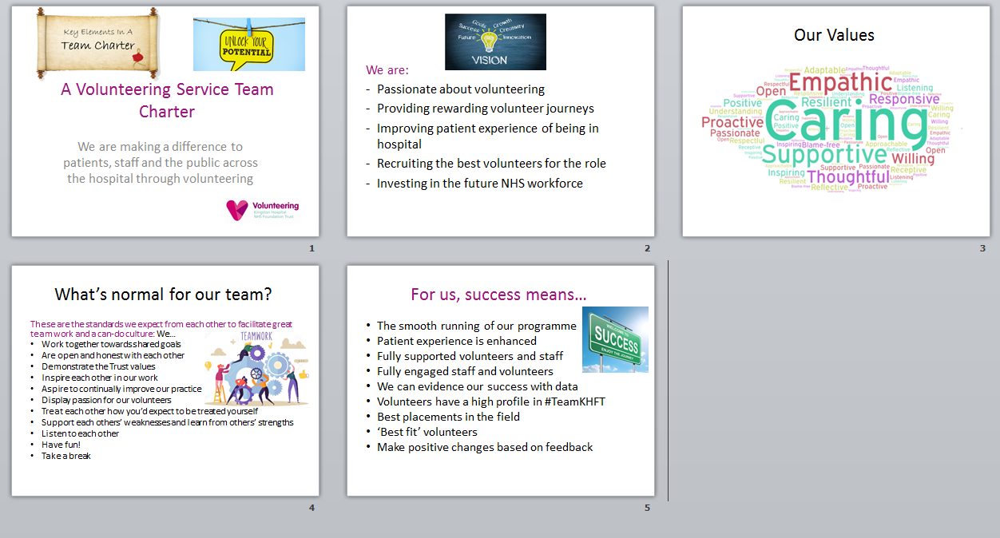 Key Elements In A
Team Charter
UNLOCK YOUR
POTENTIAL
A Volunteering Service Team
Charter
We are making a difference to
patients, staff and the public across
the hospital through volunteering
Volunteering
Kingston Hospital
NHS Foundation Trust
1
Goals Growth
Success Creativity
Future Innovation
VISION
We are:
- Passionate about volunteering
- Providing rewarding volunteer journeys
- Improving patient experience of being in
hospital
- Recruiting the best volunteers for the role
- Investing in the future NHS workforce
2
Our Values
Adaptable Empathic Thoughtful
Respectful Empathic Empathic
Open Listening
Positive Resilient Responsive
Understanding Willing
Proactive Caring Caring
Passionate Positive Open
Open Respectful Inspiring Blame-free Approachable
Supportive Willing Open
Inspiring Supportive Passionate Receptive
Resilient Thoughtful Listening
Reflective Proactive
3
What's normal for our team?
These are the standards we expect from each other to facilitate great
team work and a can-do culture: We...
• Work together towards shared goals
• Are open and honest with each other
• Demonstrate the Trust values
• Inspire each other in our work
• Aspire to continually improve our practice
• Display passion for our volunteers
• Treat each other how you'd expect to be treated yourself
• Support each others' weaknesses and learn from others' strengths
• Listen to each other
• Have fun!
• Take a break
TEAMWORK
4
For us, success means...
• The smooth running of our programme
• Patient experience is enhanced
• Fully supported volunteers and staff
• Fully engaged staff and volunteers
• We can evidence our success with data
• Volunteers have a high profile in #TeamKHFT
• Best placements in the field
• ‘Best fit’ volunteers
• Make positive changes based on feedback
WELCOME TO
SUCCESS
ENJOY THE JOURNEY
5